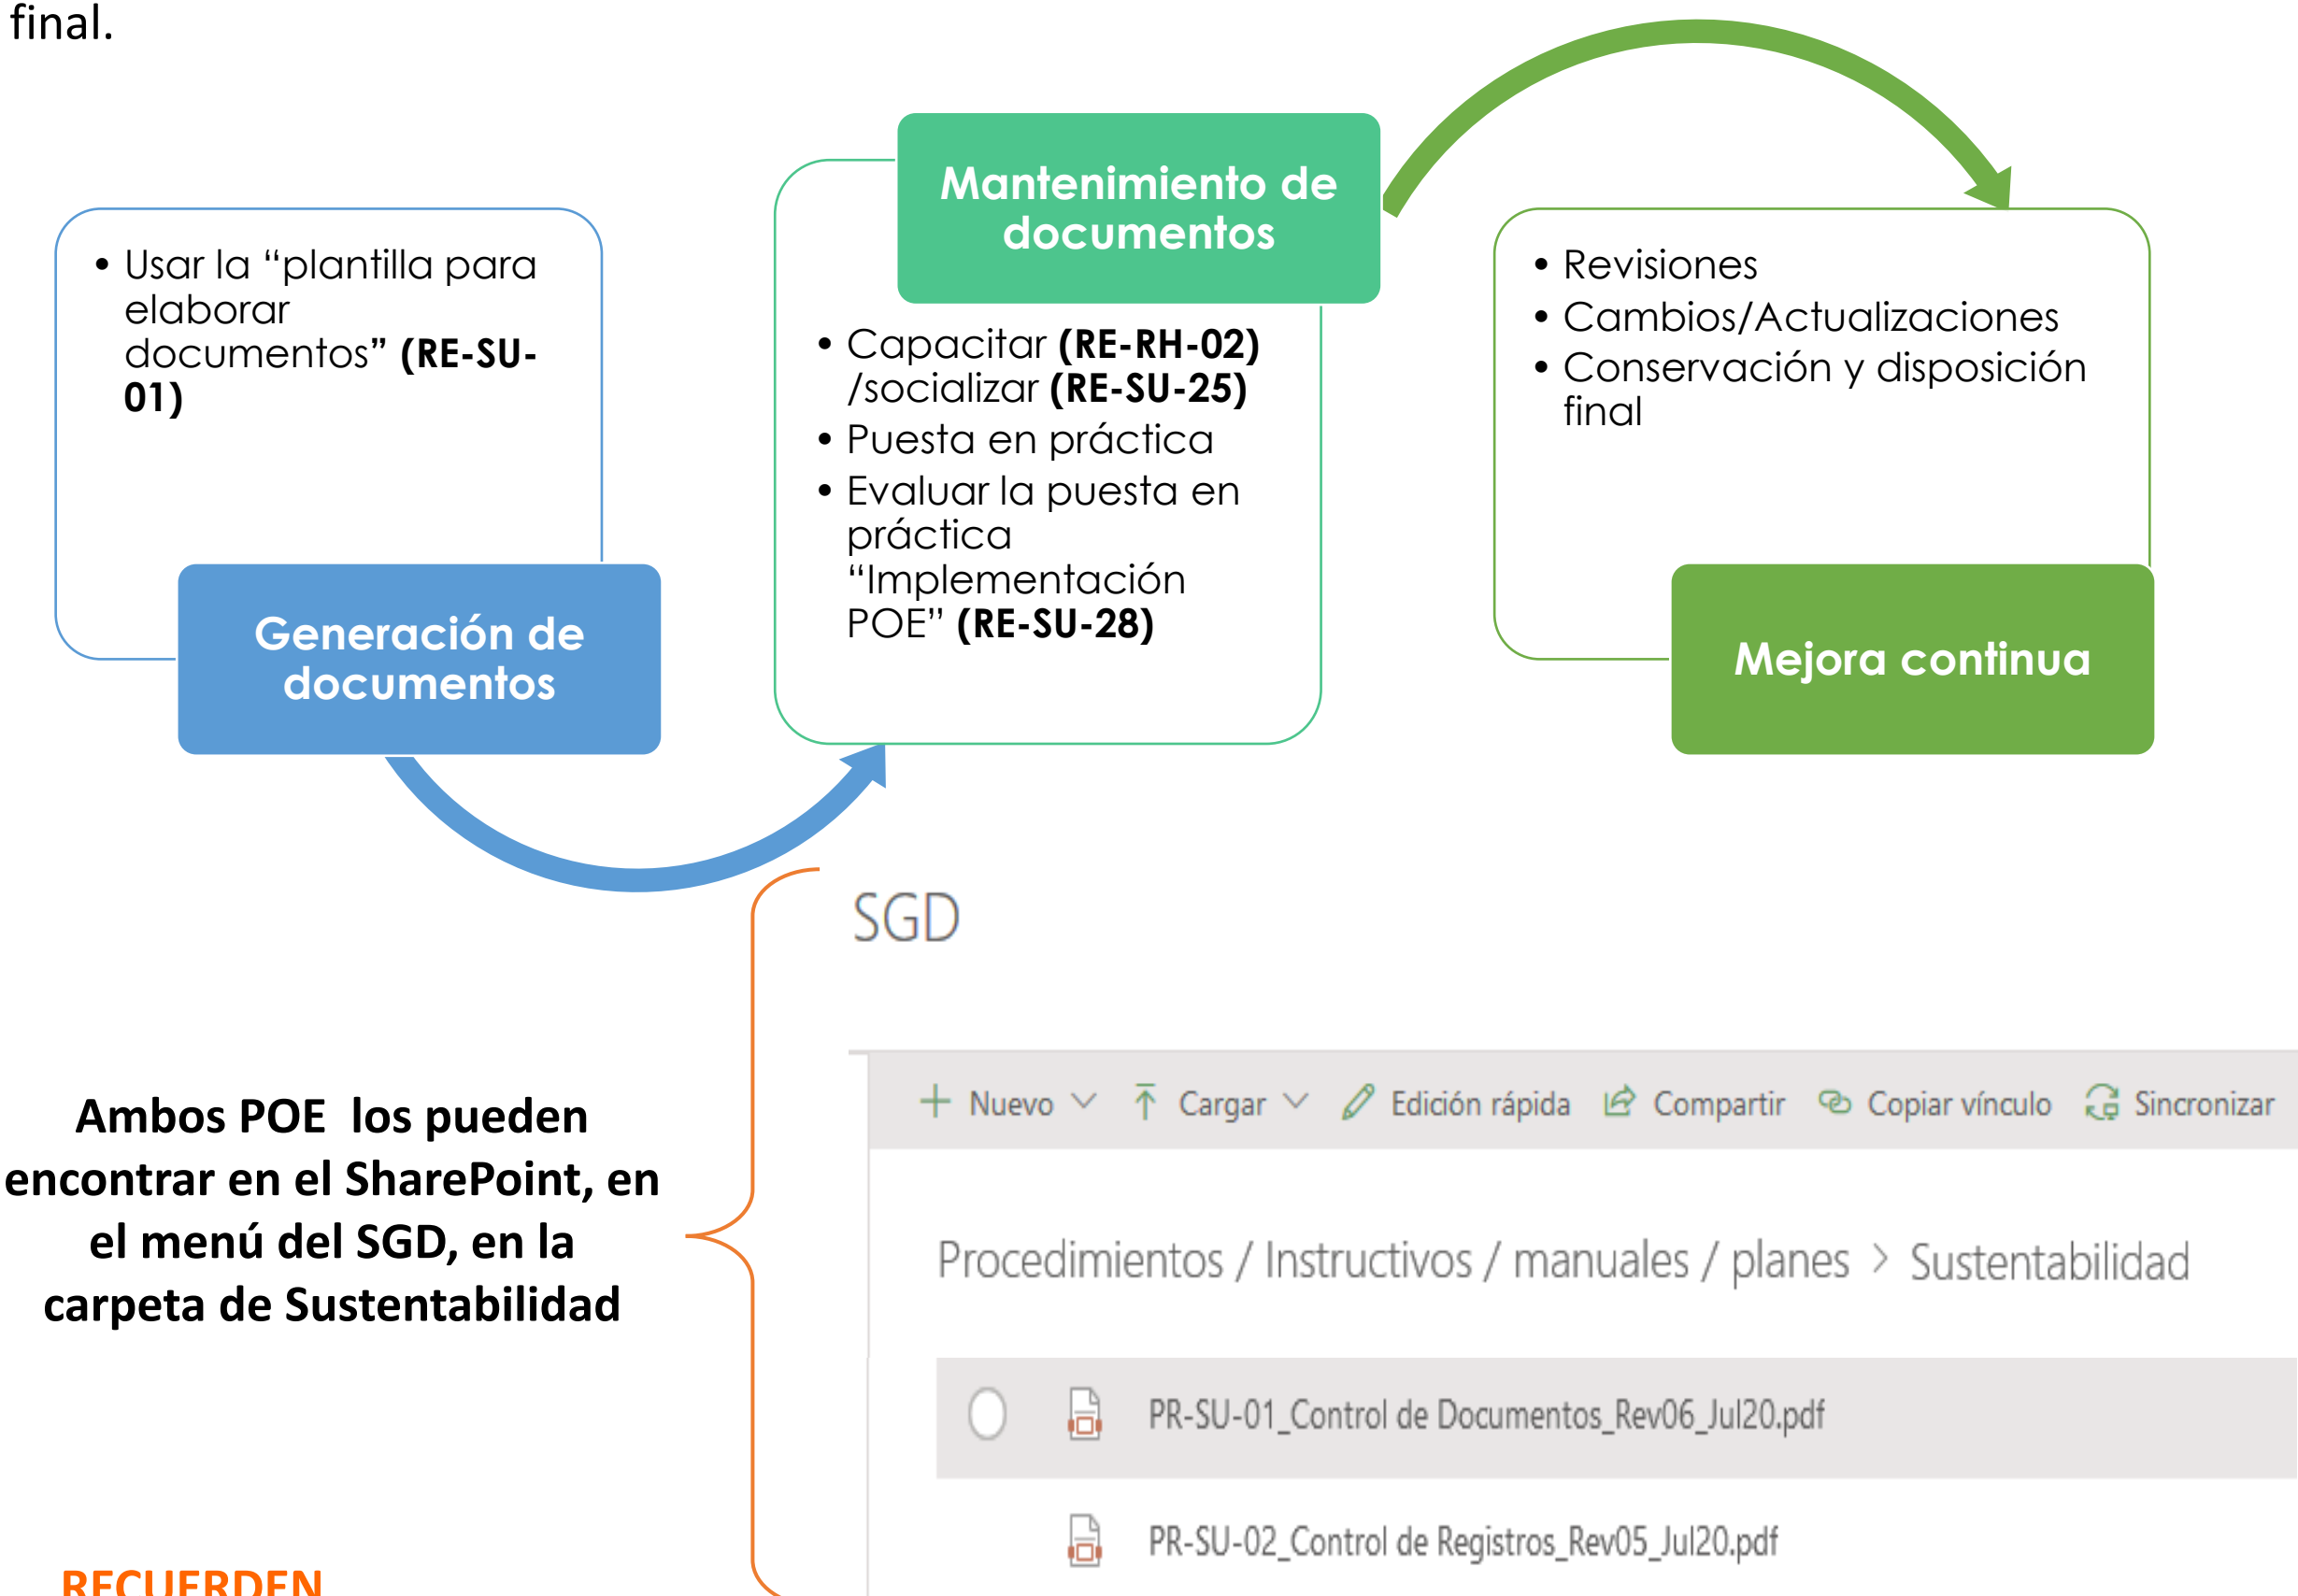 final.
• Usar la “plantilla para
elaborar
documentos” (RE-SU-
01)
Generación de
documentos
Mantenimiento de
documentos
• Capacitar (RE-RH-02)
/socializar (RE-SU-25)
• Puesta en práctica
• Evaluar la puesta en
práctica
“Implementación
POE” (RE-SU-28)
• Revisiones
• Cambios/Actualizaciones
• Conservación y disposición
final
Mejora continua
Ambos POE los pueden
encontrar en el SharePoint, en
el menú del SGD, en la
carpeta de Sustentabilidad
SGD
Nuevo Cargar Edición rápida Compartir Copiar vínculo Sincronizar
Procedimientos / Instructivos / manuales / planes > Sustentabilidad
PR-SU-01_Control de Documentos_Rev06_Jul20.pdf
PR-SU-02_Control de Registros_Rev05_Jul20.pdf
RECUERDEN